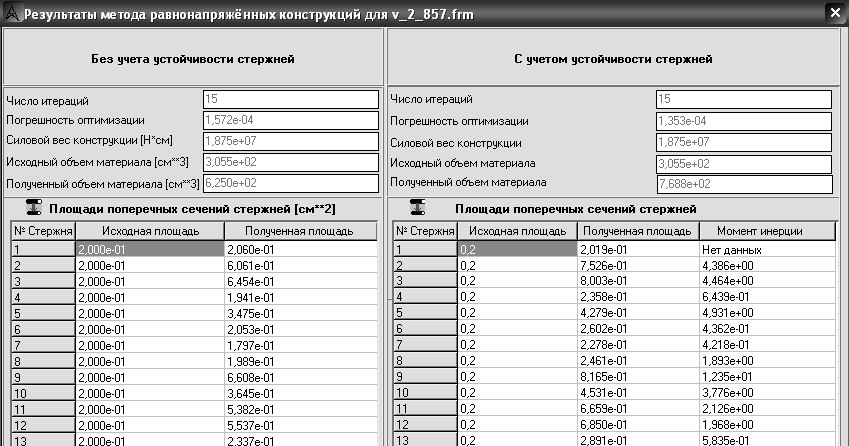 Результаты метода равнонапряжённых конструкций для v_2_857.frm
Без учета устойчивости стержней
Число итераций 15
Погрешность оптимизации 1,572e-04
Силовой вес конструкции [Н*см] 1,875e+07
Исходный объем материала [см**3] 3,055e+02
Полученный объем материала [см**3] 6,250e+02
Площади поперечных сечений стержней [см**2]
№ Стержня Исходная площадь Полученная площадь
1 2,000e-01 2,060e-01
2 2,000e-01 6,061e-01
3 2,000e-01 6,454e-01
4 2,000e-01 1,941e-01
5 2,000e-01 3,475e-01
6 2,000e-01 2,053e-01
7 2,000e-01 1,797e-01
8 2,000e-01 1,989e-01
9 2,000e-01 6,608e-01
10 2,000e-01 3,645e-01
11 2,000e-01 5,382e-01
12 2,000e-01 5,537e-01
13 2,000e-01 2,337e-01
С учетом устойчивости стержней
Число итераций 15
Погрешность оптимизации 1,353e-04
Силовой вес конструкции 1,875e+07
Исходный объем материала 3,055e+02
Полученный объем материала 7,688e+02
Площади поперечных сечений стержней
№ Стержня Исходная площадь Полученная площадь Момент инерции
1 0,2 2,019e-01 Нет данных
2 0,2 7,526e-01 4,386e+00
3 0,2 8,003e-01 4,464e+00
4 0,2 2,358e-01 6,439e-01
5 0,2 4,279e-01 4,931e+00
6 0,2 2,602e-01 4,362e-01
7 0,2 2,278e-01 4,218e-01
8 0,2 2,461e-01 1,893e+00
9 0,2 8,165e-01 1,235e+01
10 0,2 4,531e-01 3,776e+00
11 0,2 6,659e-01 2,126e+00
12 0,2 6,850e-01 1,968e+00
13 0,2 2,891e-01 5,835e-01